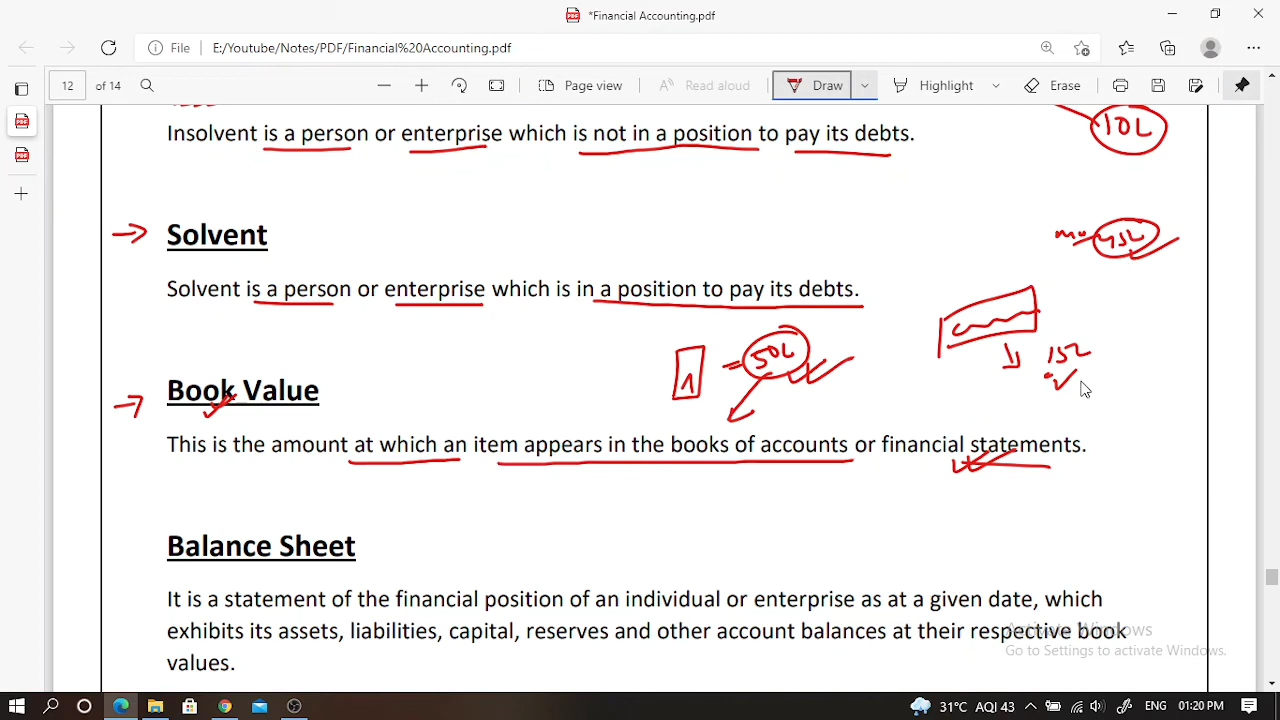 *Financial Accounting.pdf
File E:/Youtube/Notes/PDF/Financial%20Accounting.pdf
12 of 14 Page view Read aloud Draw Highlight Erase
Insolvent is a person or enterprise which is not in a position to pay its debts.
10L
Solvent
45L
Solvent is a person or enterprise which is in a position to pay its debts.
1 = 50L
15L
Book Value
This is the amount at which an item appears in the books of accounts or financial statements.
Balance Sheet
It is a statement of the financial position of an individual or enterprise as at a given date, which
exhibits its assets, liabilities, capital, reserves and other account balances at their respective book
values.
Activate Windows
Go to Settings to activate Windows.
31°C AQI 43 ENG 01:20 PM